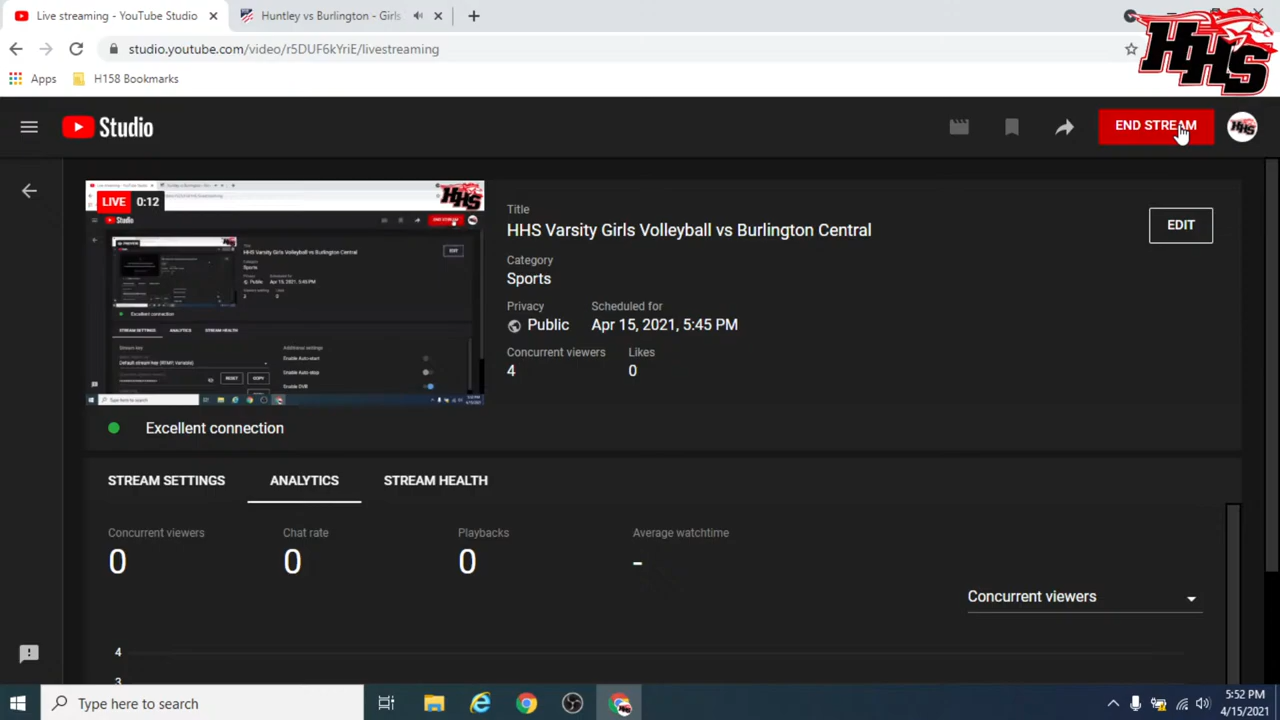 Live streaming - YouTube Studio
Huntley vs Burlington - Girls
studio.youtube.com/video/r5DUF6kYriE/livestreaming
Apps
H158 Bookmarks
HHS
Studio
END STREAM
HHS
LIVE 0:12
Title
HHS Varsity Girls Volleyball vs Burlington Central
EDIT
Category
Sports
Privacy
Scheduled for
Public
Apr 15, 2021, 5:45 PM
Concurrent viewers
Likes
4
0
Excellent connection
STREAM SETTINGS
ANALYTICS
STREAM HEALTH
Concurrent viewers
Chat rate
Playbacks
Average watchtime
0
0
0
-
Concurrent viewers
4
3
Type here to search
5:52 PM
4/15/2021